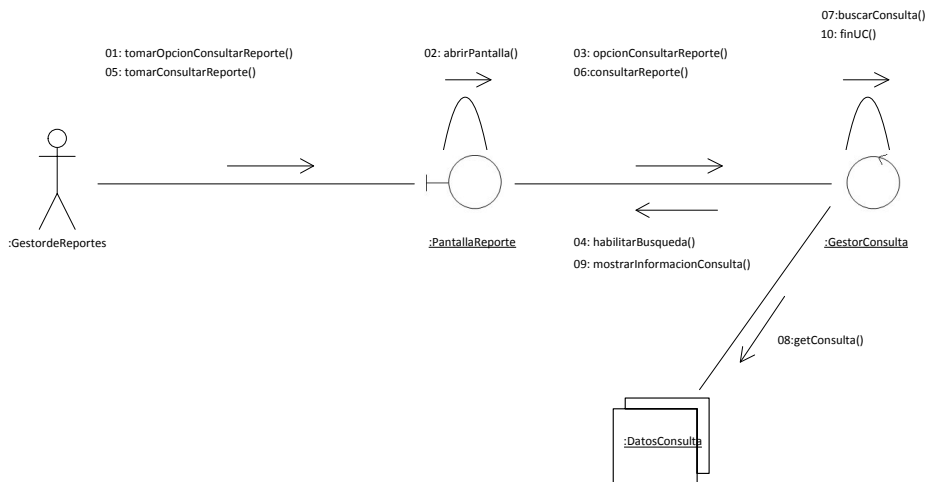 07:buscarConsulta()
10: finUC()
01: tomarOpcionConsultarReporte()
05: tomarConsultarReporte()
02: abrirPantalla()
03: opcionConsultarReporte()
06:consultarReporte()
:GestordeReportes
:PantallaReporte
04: habilitarBusqueda()
09: mostrarInformacionConsulta()
:GestorConsulta
08:getConsulta()
:DatosConsulta